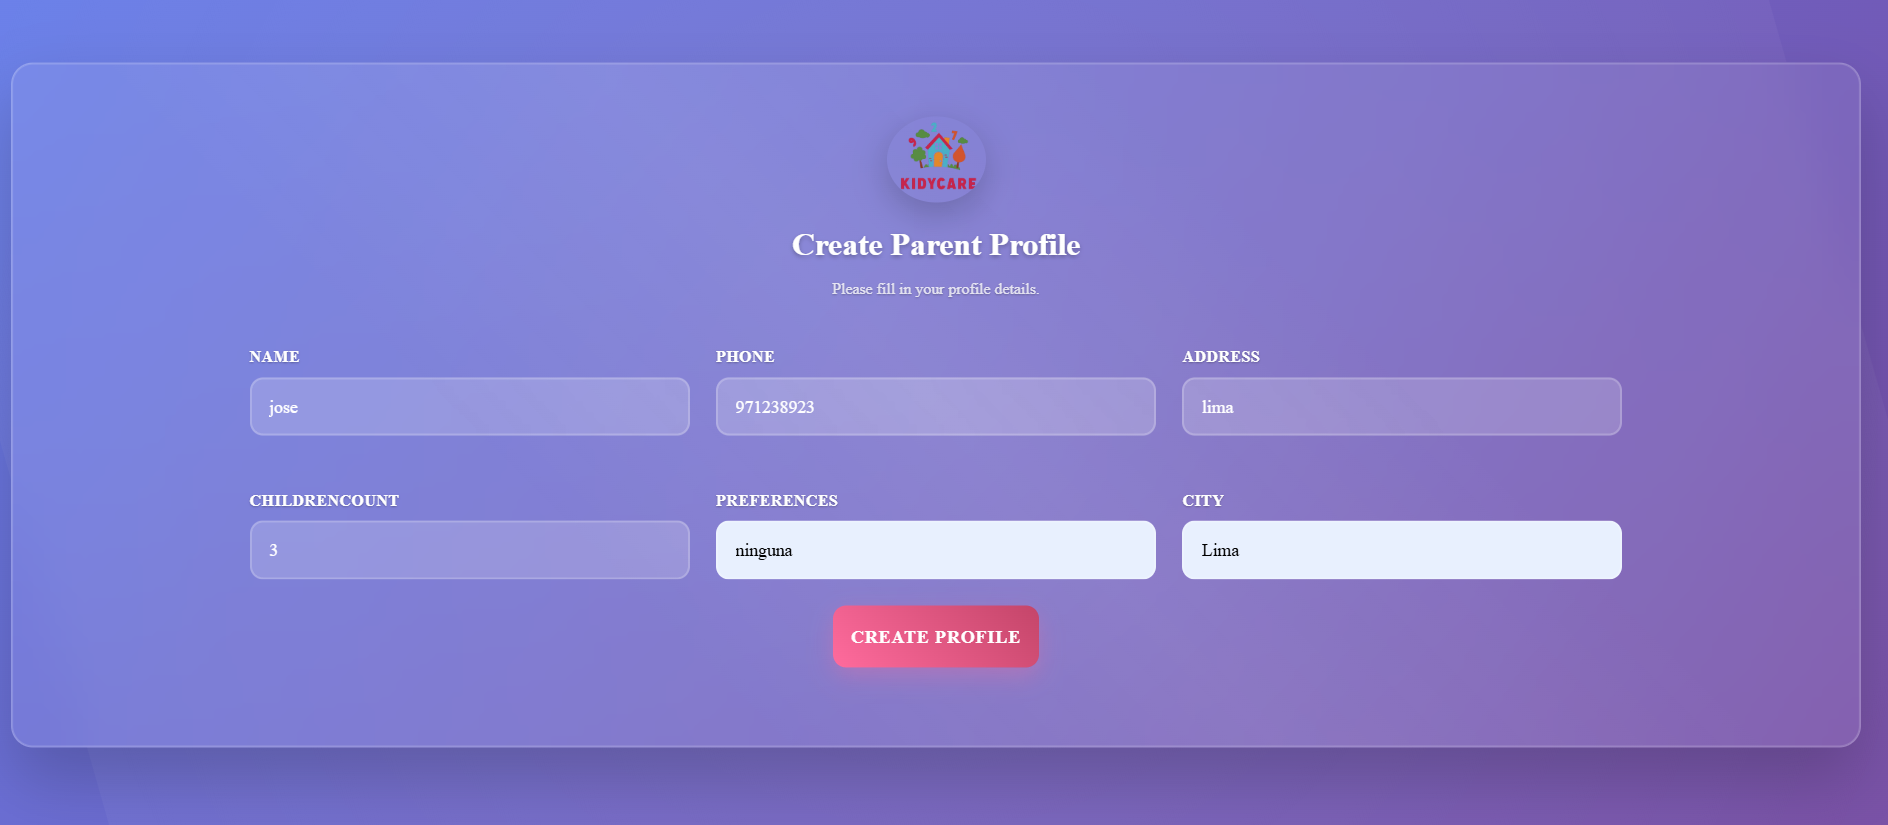 KIDYCARE
Create Parent Profile
Please fill in your profile details.
NAME PHONE ADDRESS
jose 971238923 lima
CHILDRENCOUNT PREFERENCES CITY
3 ninguna Lima
CREATE PROFILE